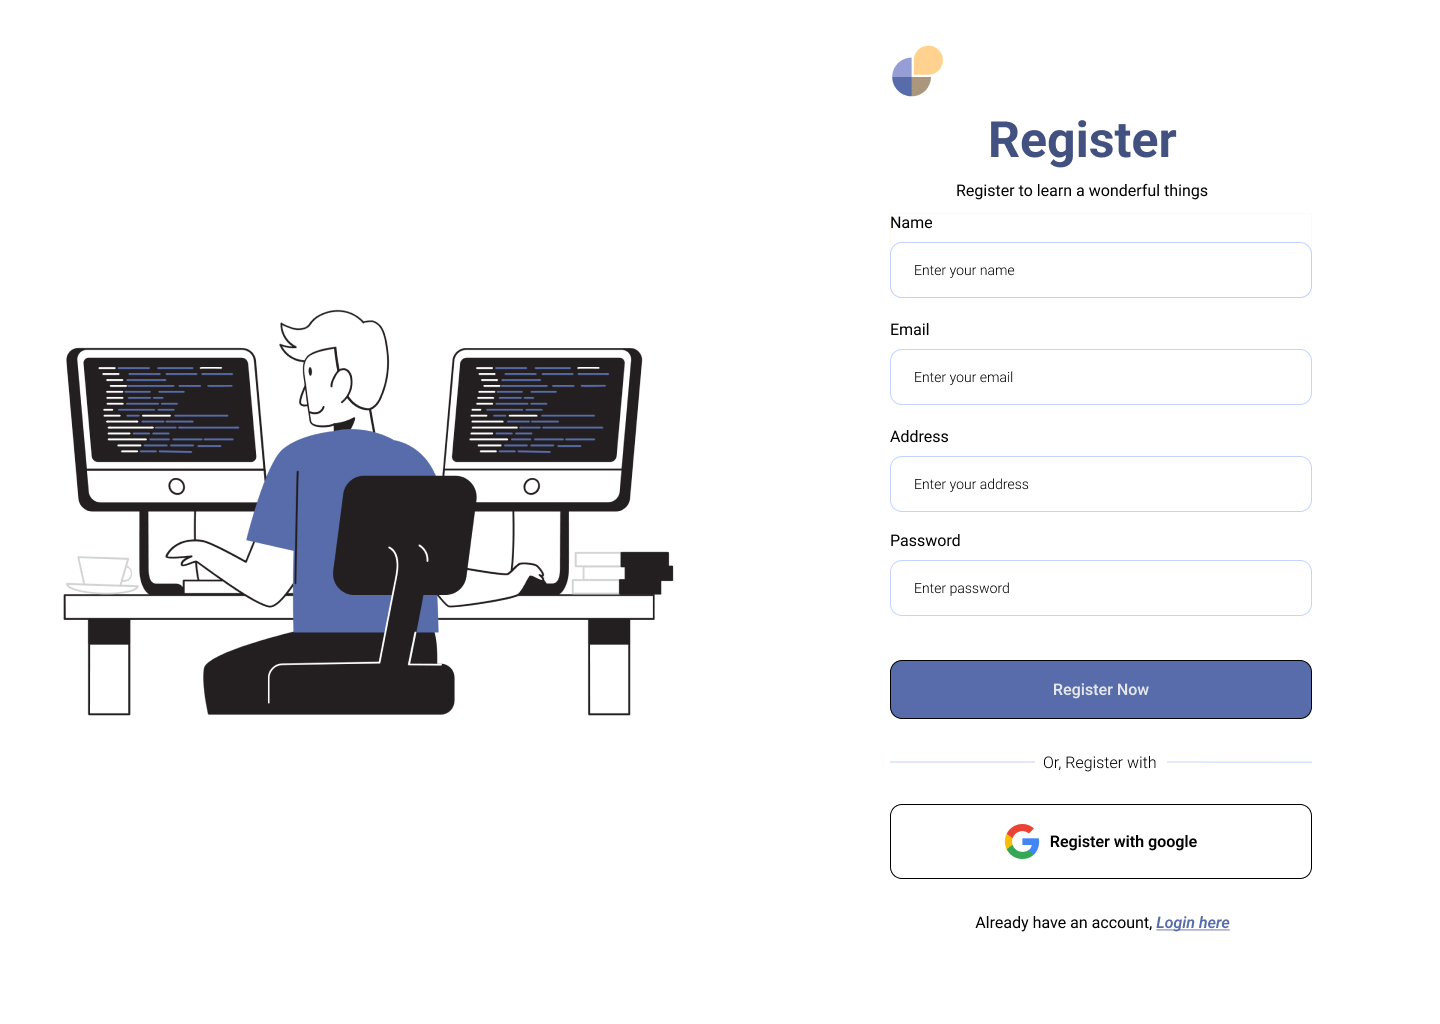 Register
Register to learn a wonderful things
Name
Enter your name
Email
Enter your email
Address
Enter your address
Password
Enter password
Register Now
Or, Register with
Register with google
Already have an account, Login here